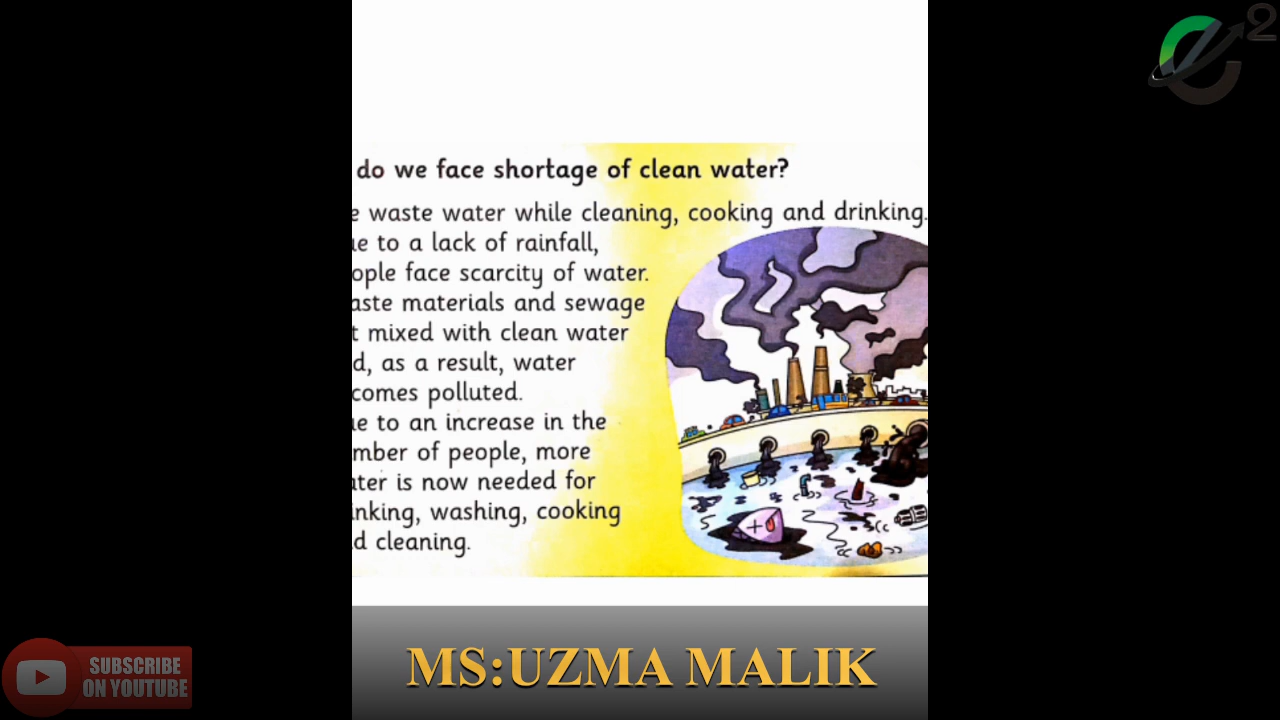 do we face shortage of clean water?
e waste water while cleaning, cooking and drinking.
ue to a lack of rainfall,
ople face scarcity of water.
aste materials and sewage
t mixed with clean water
d, as a result, water
comes polluted.
ue to an increase in the
mber of people, more
ater is now needed for
inking, washing, cooking
d cleaning.
MS:UZMA MALIK
SUBSCRIBE
ON YOUTUBE
2